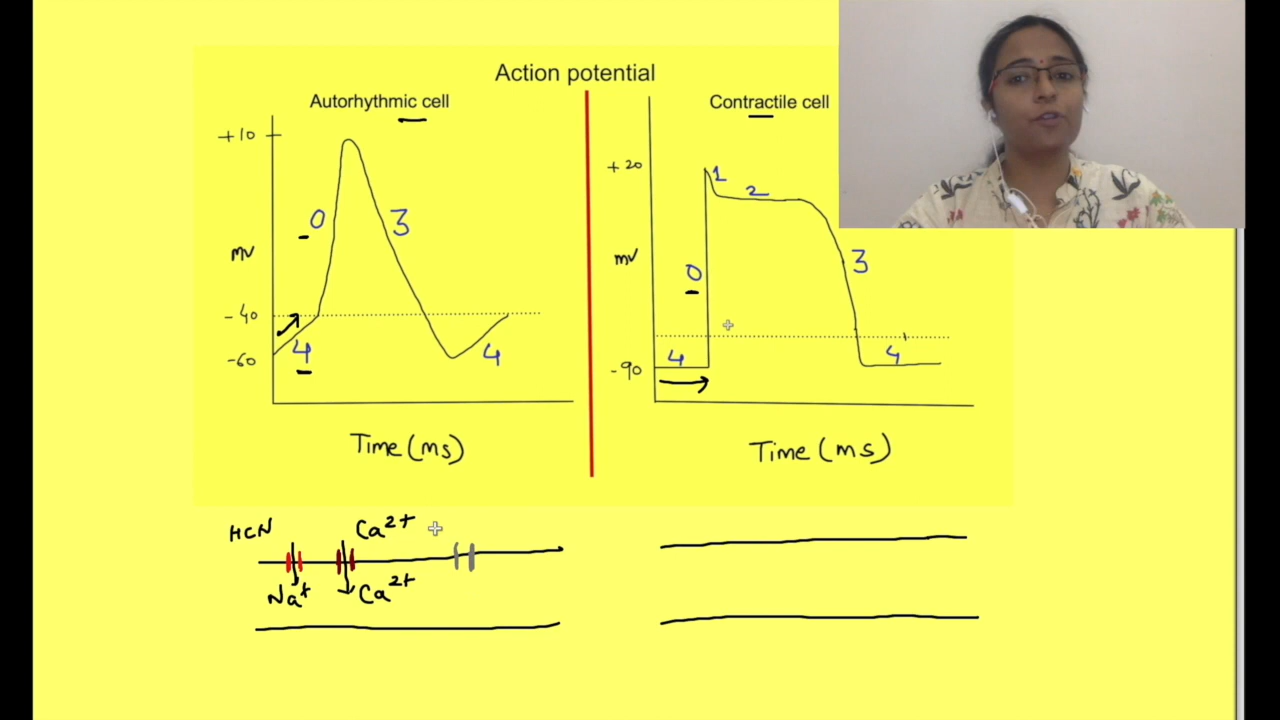 Action potential
Autorhythmic cell
+10
0
3
mV
-40
-60
4
4
Time (ms)
Contractile cell
+20
1
2
mV
0
3
4
4
-90
Time (ms)
HCN
Ca2+
Na+
Ca2+